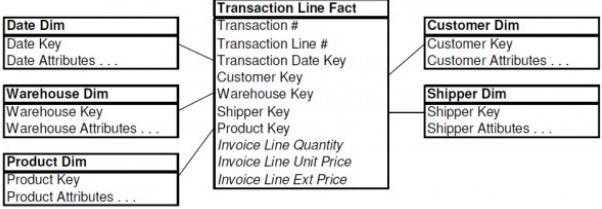 Date Dim
Date Key
Date Attributes . . .
Warehouse Dim
Warehouse Key
Warehouse Attributes . . .
Product Dim
Product Key
Product Attributes . . .
Transaction Line Fact
Transaction #
Transaction Line #
Transaction Date Key
Customer Key
Warehouse Key
Shipper Key
Product Key
Invoice Line Quantity
Invoice Line Unit Price
Invoice Line Ext Price
Customer Dim
Customer Key
Customer Attributes . . .
Shipper Dim
Shipper Key
Shipper Attibutes . . .